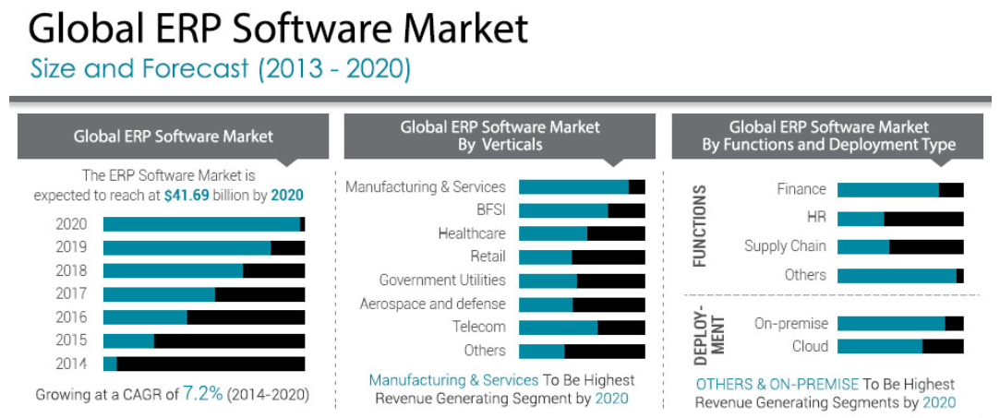 Global ERP Software Market
Size and Forecast (2013 - 2020)
Global ERP Software Market
The ERP Software Market is
expected to reach at $41.69 billion by 2020
2020
2019
2018
2017
2016
2015
2014
Growing at a CAGR of 7.2% (2014-2020)
Global ERP Software Market
By Verticals
Manufacturing & Services
BFSI
Healthcare
Retail
Government Utilities
Aerospace and defense
Telecom
Others
Manufacturing & Services To Be Highest
Revenue Generating Segment by 2020
Global ERP Software Market
By Functions and Deployment Type
FUNCTIONS
Finance
HR
Supply Chain
Others
DEPLOY-
MENT
On-premise
Cloud
OTHERS & ON-PREMISE To Be Highest
Revenue Generating Segments by 2020